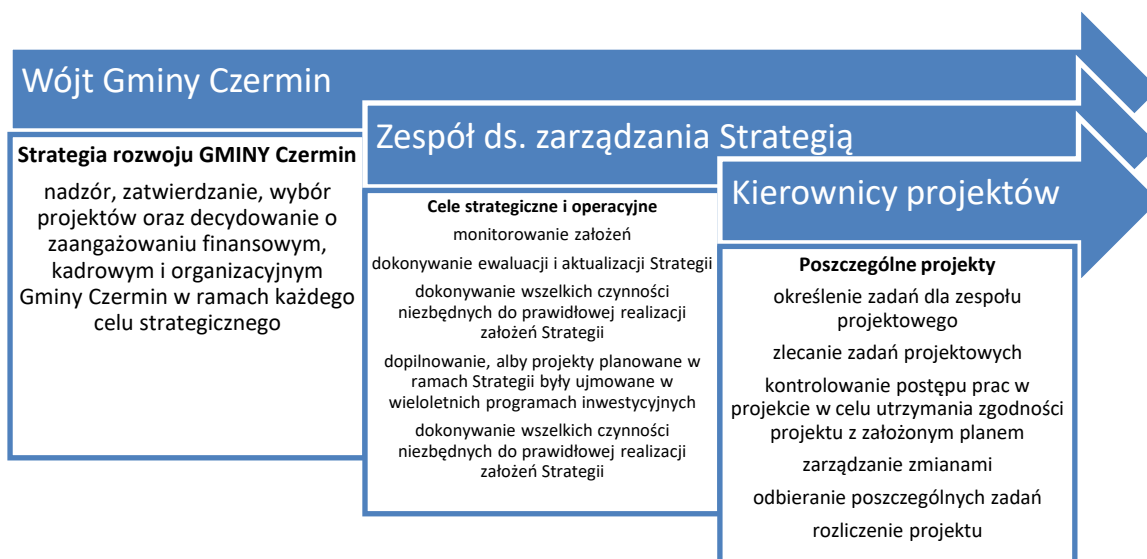 Wójt Gminy Czermin
Strategia rozwoju GMINY Czermin
nadzór, zatwierdzanie, wybór
projektów oraz decydowanie o
zaangażowaniu finansowym,
kadrowym i organizacyjnym
Gminy Czermin w ramach każdego
celu strategicznego
Zespół ds. zarządzania Strategią
Cele strategiczne i operacyjne
monitorowanie założeń
dokonywanie ewaluacji i aktualizacji Strategii
dokonywanie wszelkich czynności
niezbędnych do prawidłowej realizacji
założeń Strategii
dopilnowanie, alby projekty planowane w
ramach Strategii były ujmowane w
wieloletnich programach inwestycyjnych
dokonywanie wszelkich czynności
niezbędnych do prawidłowej realizacji
założeń Strategii
Kierownicy projektów
Poszczególne projekty
określenie zadań dla zespołu
projektowego
zlecanie zadań projektowych
kontrolowanie postępu prac w
projekcie w celu utrzymania zgodności
projektu z założonym planem
zarządzanie zmianami
odbieranie poszczególnych zadań
rozliczenie projektu